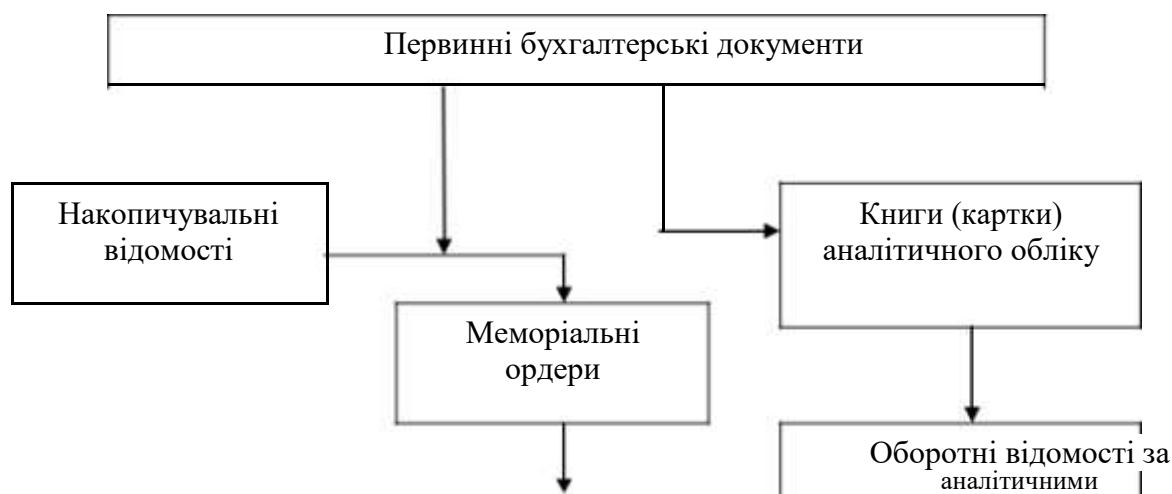 Первинні бухгалтерські документи
Накопичувальні
відомості
Книги (картки)
аналітичного обліку
Меморіальні
ордери
Оборотні відомості за
аналітичними